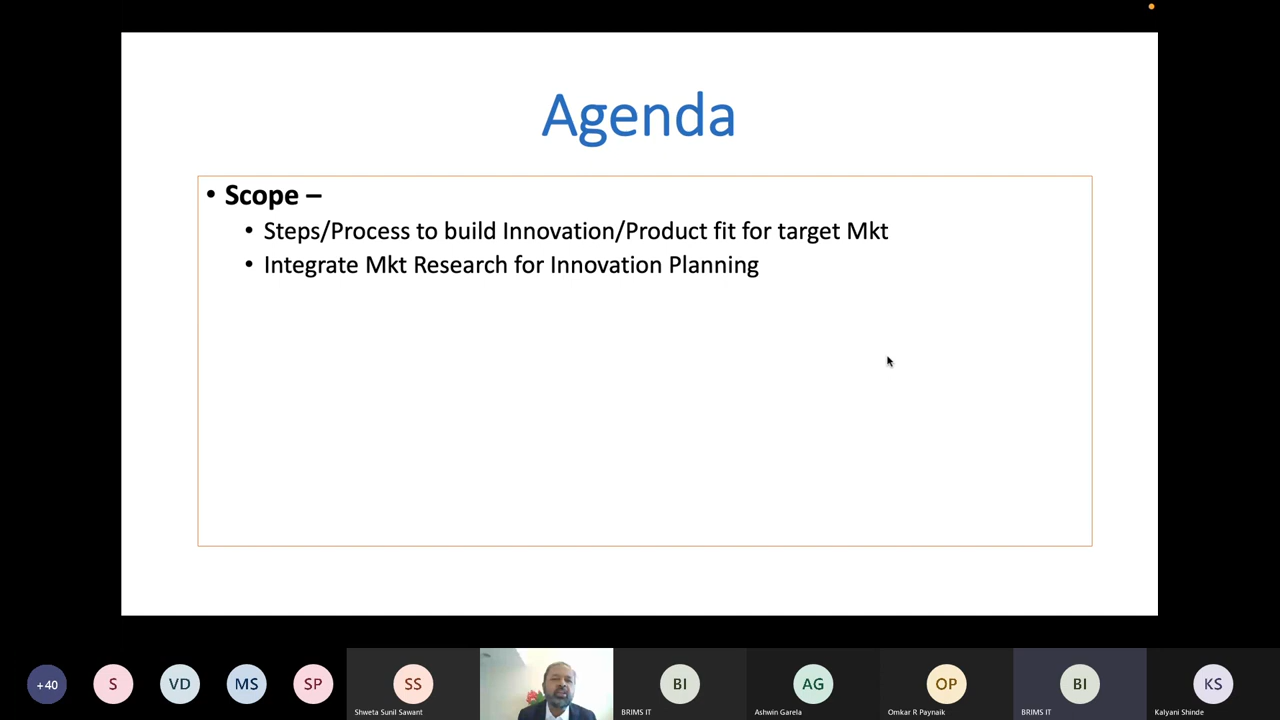 Agenda
• Scope –
• Steps/Process to build Innovation/Product fit for target Mkt
• Integrate Mkt Research for Innovation Planning
+40
S
VD
MS
SP
SS
Shweta Sunil Sawant
BI
BRIMS IT
AG
Ashwin Garela
OP
Omkar R Paynaik
BI
BRIMS IT
KS
Kalyani Shinde